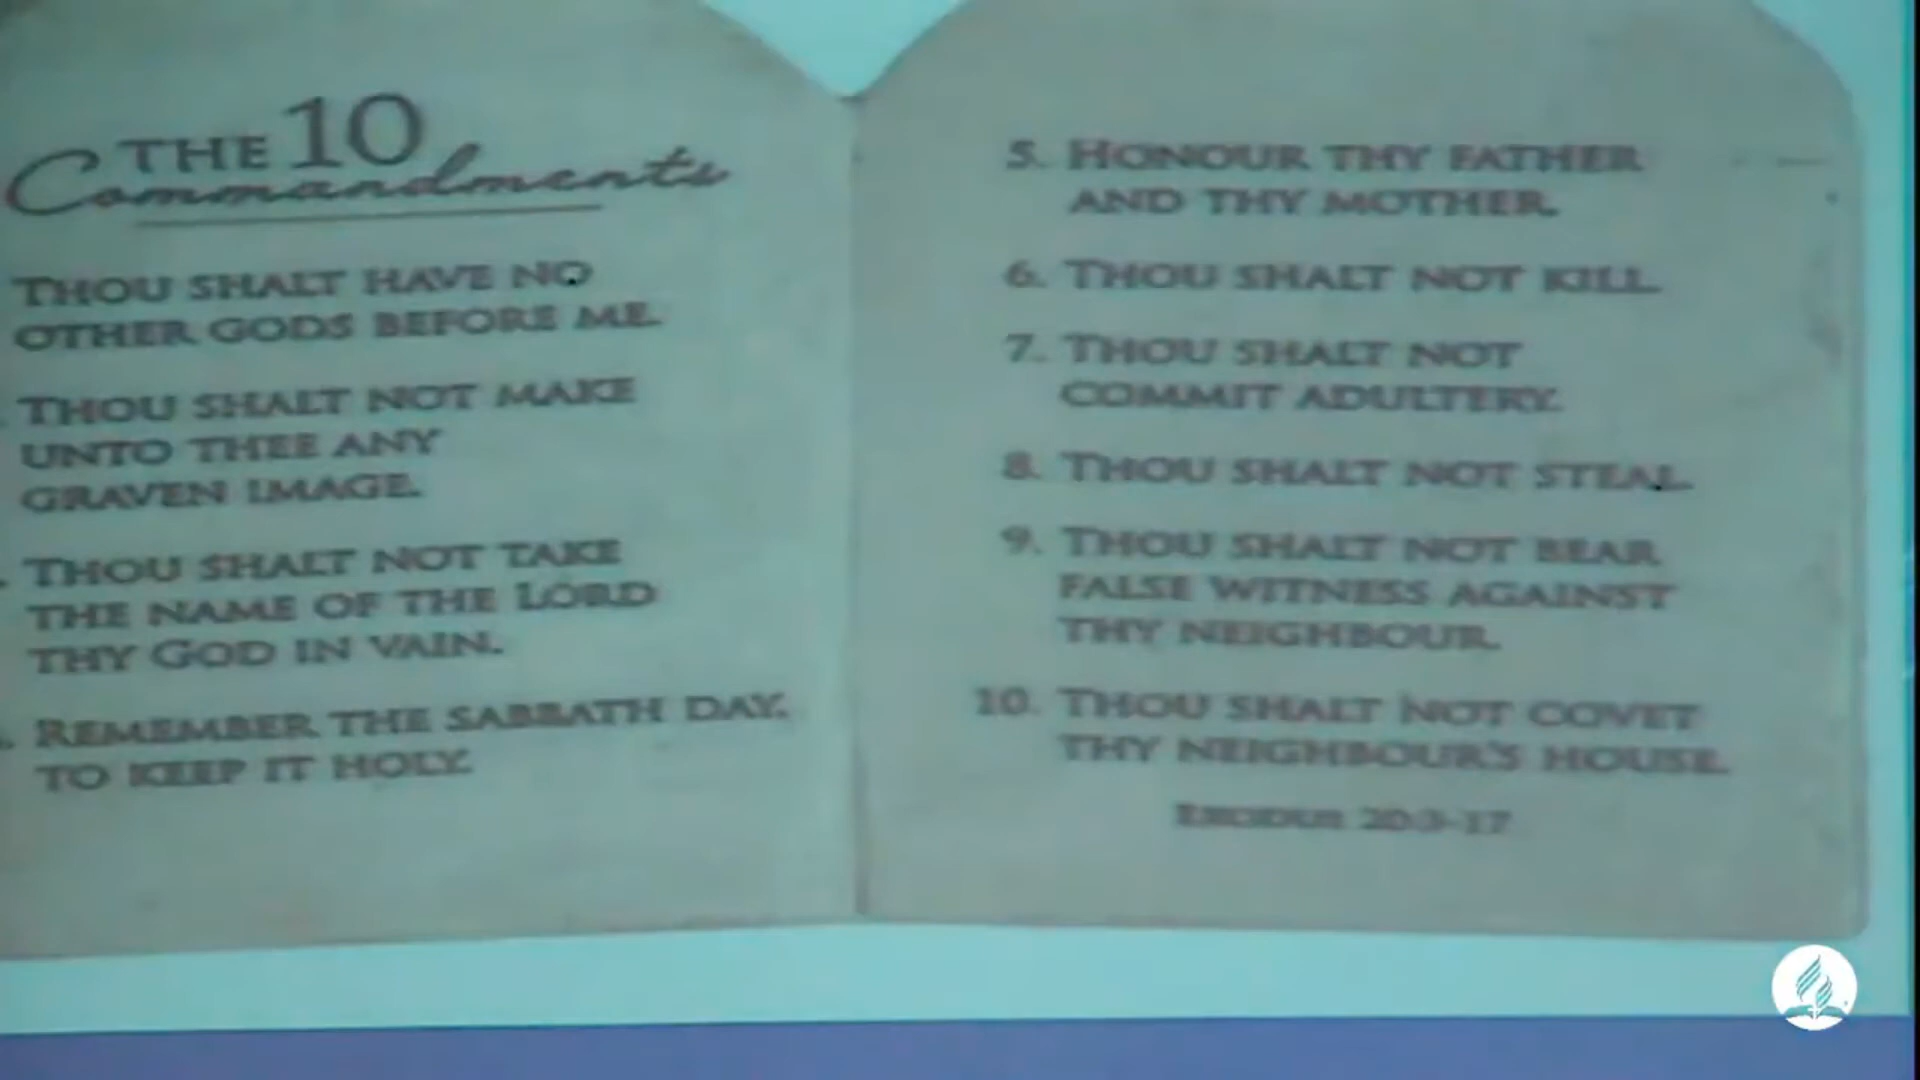 THE 10
Commandments
THOU SHALT HAVE NO
OTHER GODS BEFORE ME.
THOU SHALT NOT MAKE
UNTO THEE ANY
GRAVEN IMAGE.
THOU SHALT NOT TAKE
THE NAME OF THE LORD
THY GOD IN VAIN.
REMEMBER THE SABBATH DAY,
TO KEEP IT HOLY.
5. HONOUR THY FATHER
AND THY MOTHER.
6. THOU SHALT NOT KILL.
7. THOU SHALT NOT
COMMIT ADULTERY.
8. THOU SHALT NOT STEAL.
9. THOU SHALT NOT BEAR
FALSE WITNESS AGAINST
THY NEIGHBOUR.
10. THOU SHALT NOT COVET
THY NEIGHBOUR'S HOUSE.
EXODUS 20:3-17